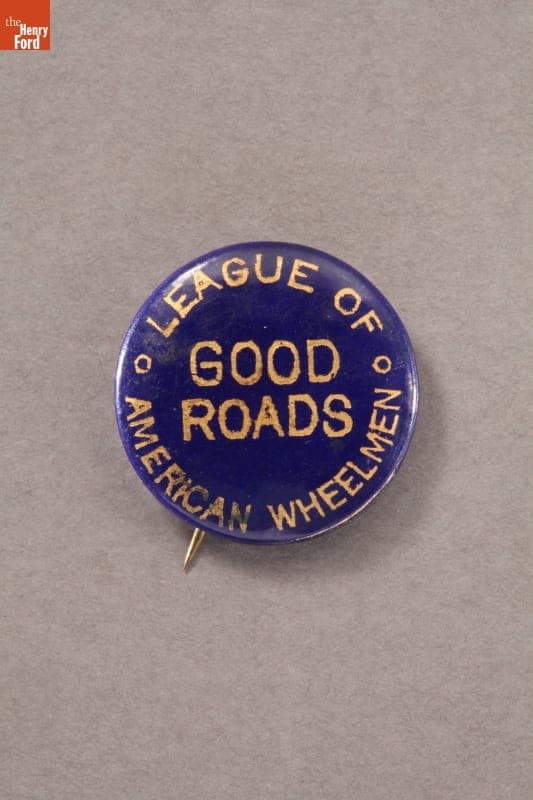 the
Henry
Ford
LEAGUE OF
GOOD
ROADS
AMERICAN WHEELMEN